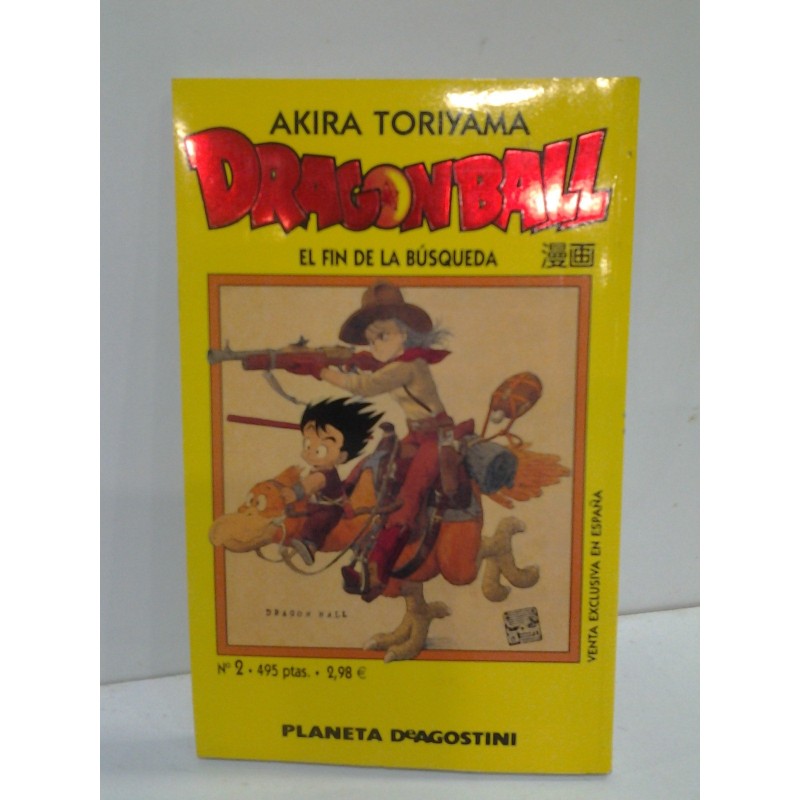 AKIRA TORIYAMA
DRAGON BALL
EL FIN DE LA BÚSQUEDA
漫画
DRAGON BALL
VENTA EXCLUSIVA EN ESPAÑA
Nº 2 • 495 ptas. • 2,98 €
PLANETA DeAGOSTINI